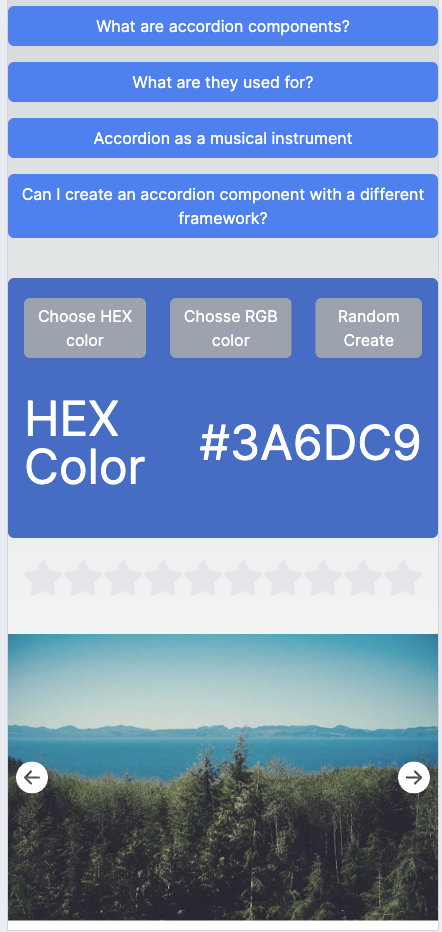 What are accordion components?
What are they used for?
Accordion as a musical instrument
Can I create an accordion component with a different
framework?
Choose HEX
color
Chosse RGB
color
Random
Create
HEX
Color
#3A6DC9